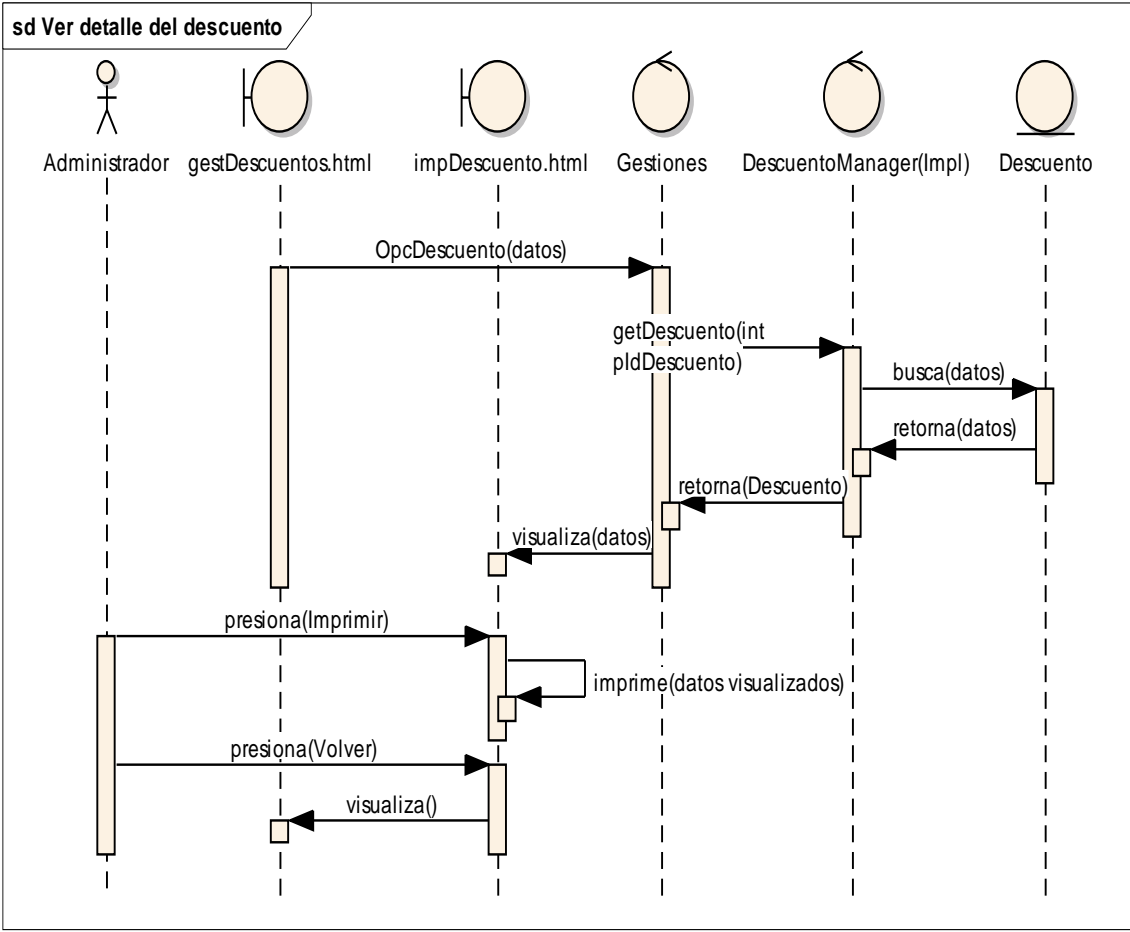 sd Ver detalle del descuento
Administrador
gestDescuentos.html
impDescuento.html
Gestiones
DescuentoManager(Impl)
Descuento
OpcDescuento(datos)
getDescuento(int
pIdDescuento)
busca(datos)
retorna(datos)
retorna(Descuento)
visualiza(datos)
presiona(Imprimir)
imprime(datos visualizados)
presiona(Volver)
visualiza()